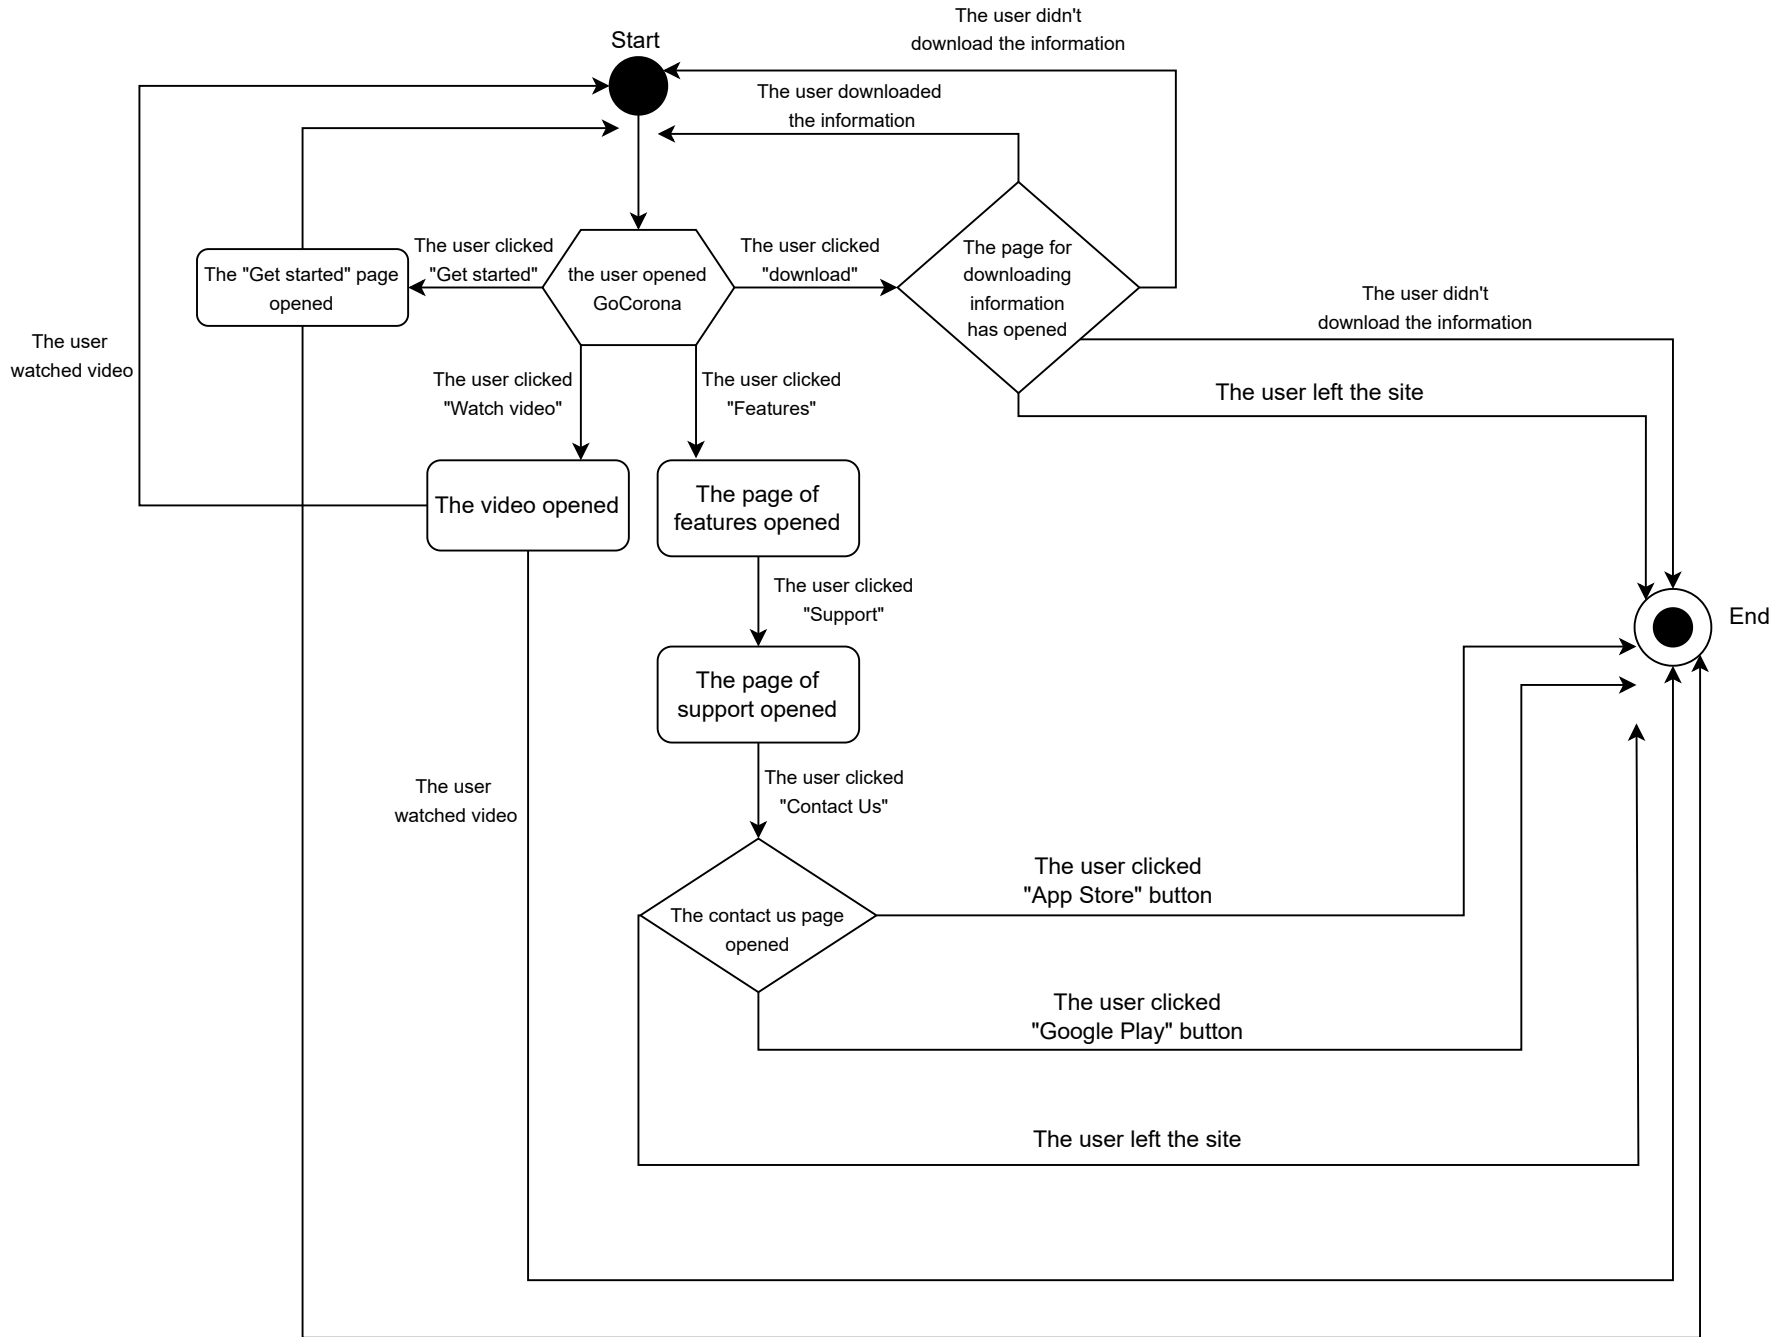 The user didn't
download the information
Start
The user downloaded
the information
The user clicked
"Get started"
The user clicked
"download"
The "Get started" page
opened
the user opened
GoCorona
The page for
downloading
information
has opened
The user didn't
download the information
The user
watched video
The user clicked
"Watch video"
The user clicked
"Features"
The user left the site
The video opened
The page of
features opened
The user clicked
"Support"
End
The page of
support opened
The user
watched video
The user clicked
"Contact Us"
The user clicked
"App Store" button
The contact us page
opened
The user clicked
"Google Play" button
The user left the site